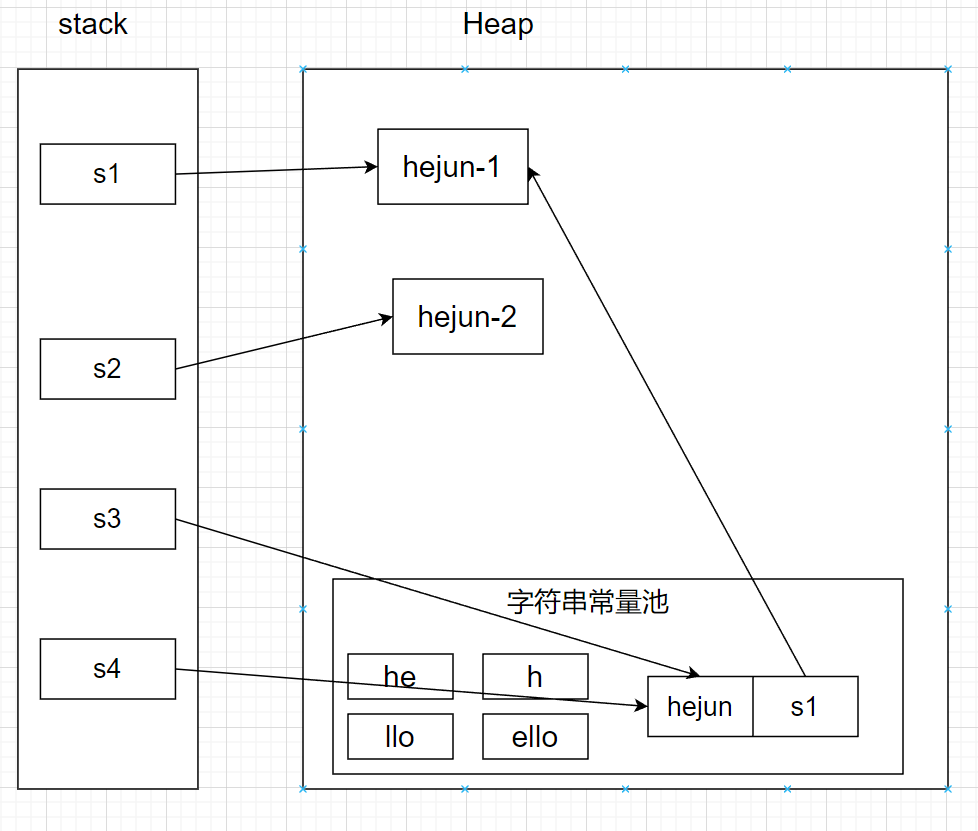 stack
Heap
s1
hejun-1
s2
hejun-2
s3
字符串常量池
s4
he
h
hejun
s1
llo
ello